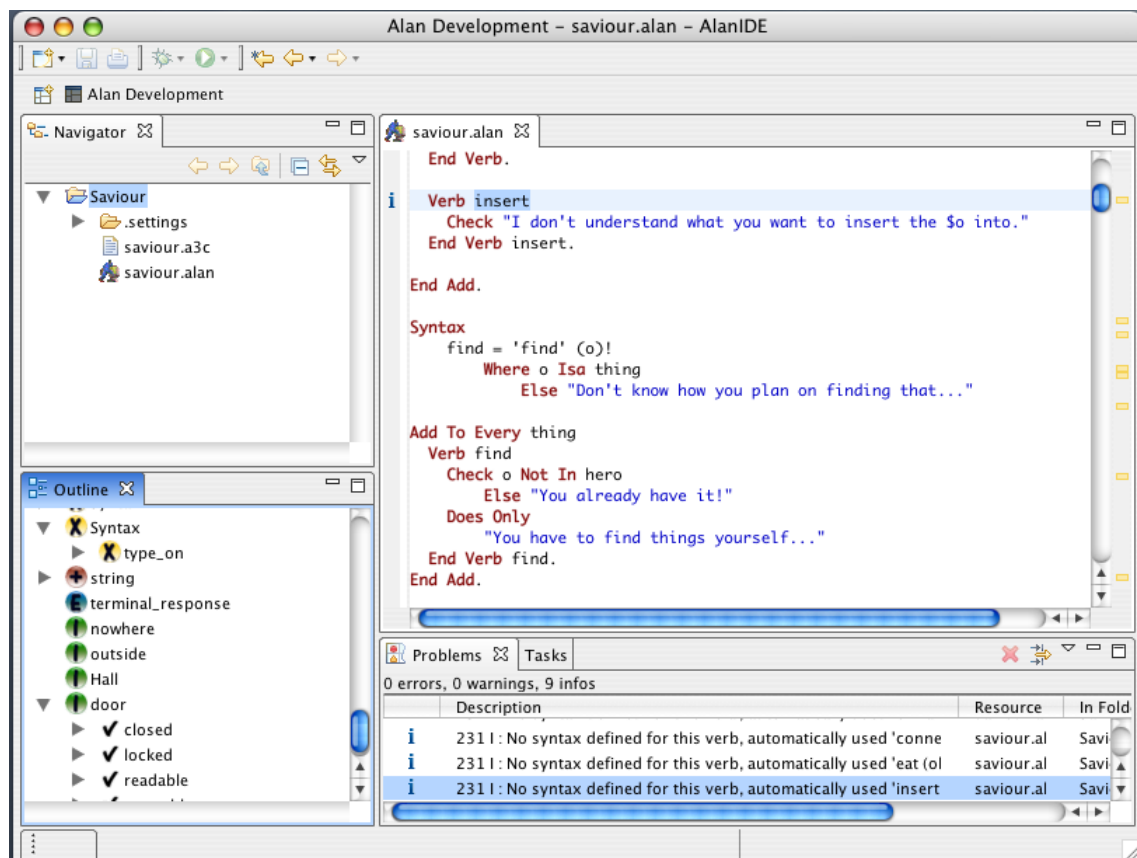 Alan Development – saviour.alan – AlanIDE
Alan Development
Navigator
Saviour
.settings
saviour.a3c
saviour.alan
Outline
Syntax
type_on
string
terminal_response
nowhere
outside
Hall
door
closed
locked
readable
saviour.alan
End Verb.
Verb insert
Check "I don't understand what you want to insert the $o into."
End Verb insert.
End Add.
Syntax
find = 'find' (o)!
Where o Isa thing
Else "Don't know how you plan on finding that..."
Add To Every thing
Verb find
Check o Not In hero
Else "You already have it!"
Does Only
"You have to find things yourself..."
End Verb find.
End Add.
Problems Tasks
0 errors, 0 warnings, 9 infos
Description Resource In Fold
i 231 I : No syntax defined for this verb, automatically used 'conne saviour.al Savi
i 231 I : No syntax defined for this verb, automatically used 'eat (ol saviour.al Savi
i 231 I : No syntax defined for this verb, automatically used 'insert saviour.al Savi